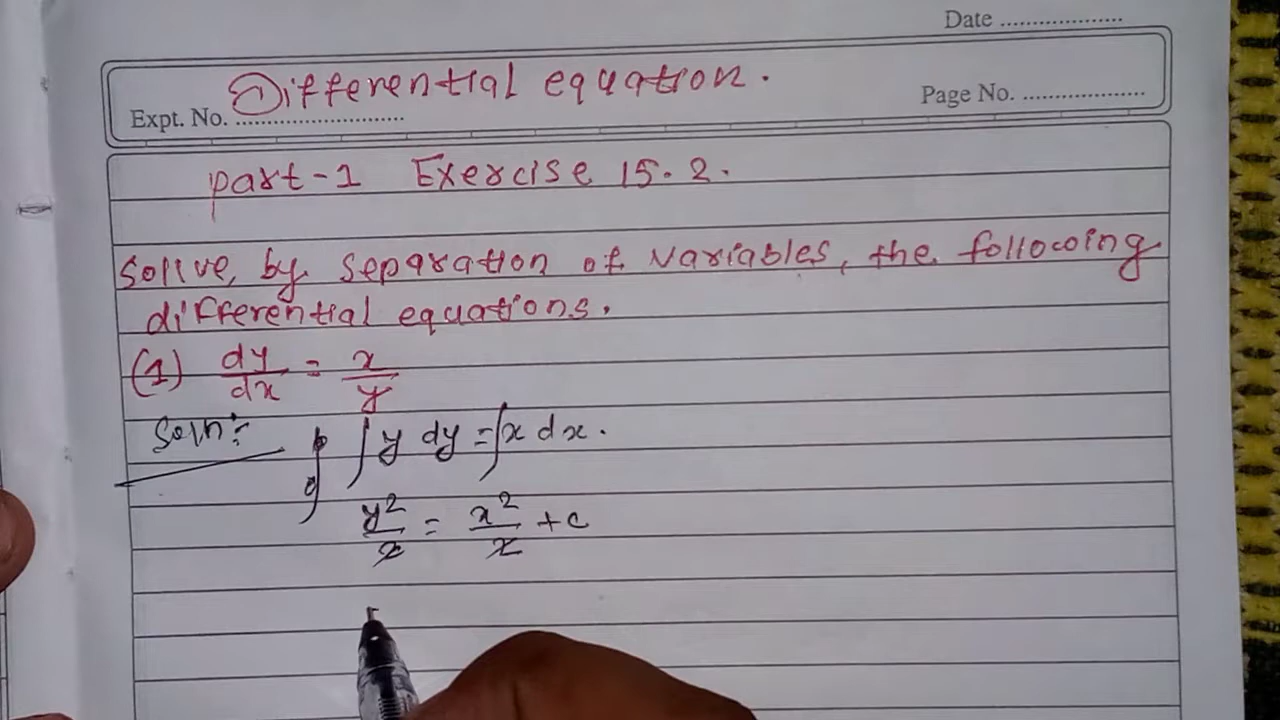 Date ....................
Differential equation.
Expt. No. ............................
Page No. ....................
part-1 Exercise 15.2.
Sollve, by separation of variables, the following
differential equations.
(1) dy/dx = x/y
Soln:- ∫ y dy = ∫ x dx.
y²/2 = x²/2 + c